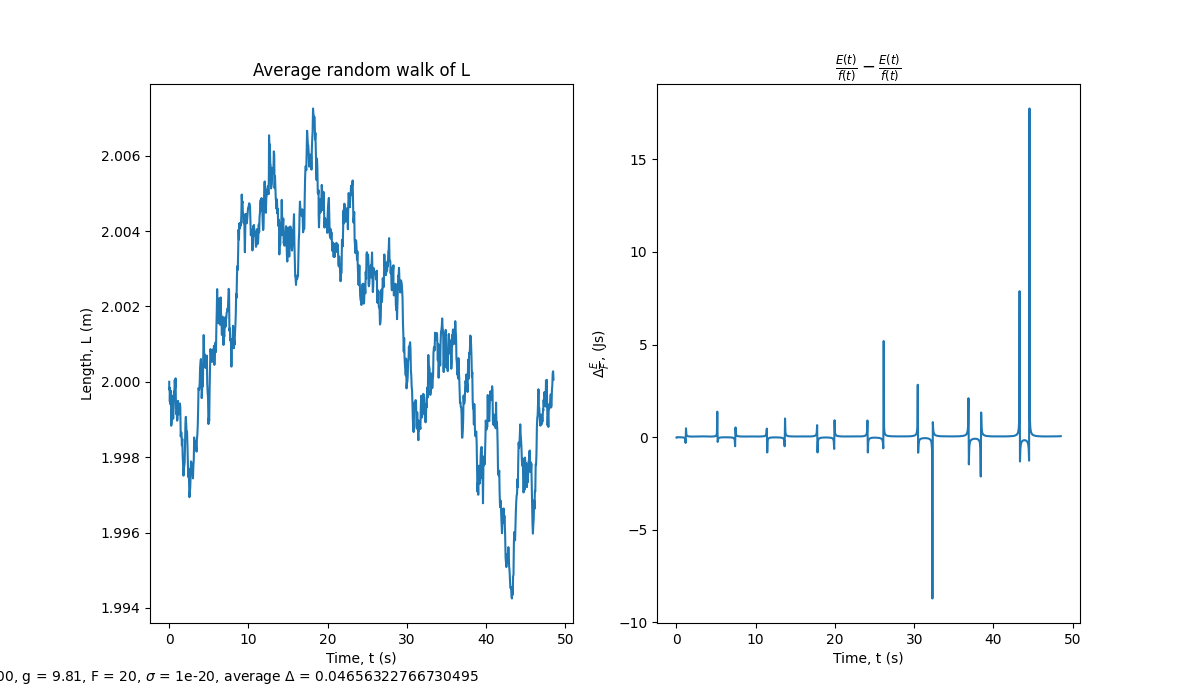 Average random walk of L
E(t)/f(t) − E(t)/f(t)
2.006
2.004
2.002
2.000
1.998
1.996
1.994
Length, L (m)
0 10 20 30 40 50
Time, t (s)
15
10
5
0
−5
−10
Δ E/F, (Js)
0 10 20 30 40 50
Time, t (s)
00, g = 9.81, F = 20, σ = 1e-20, average Δ = 0.04656322766730495